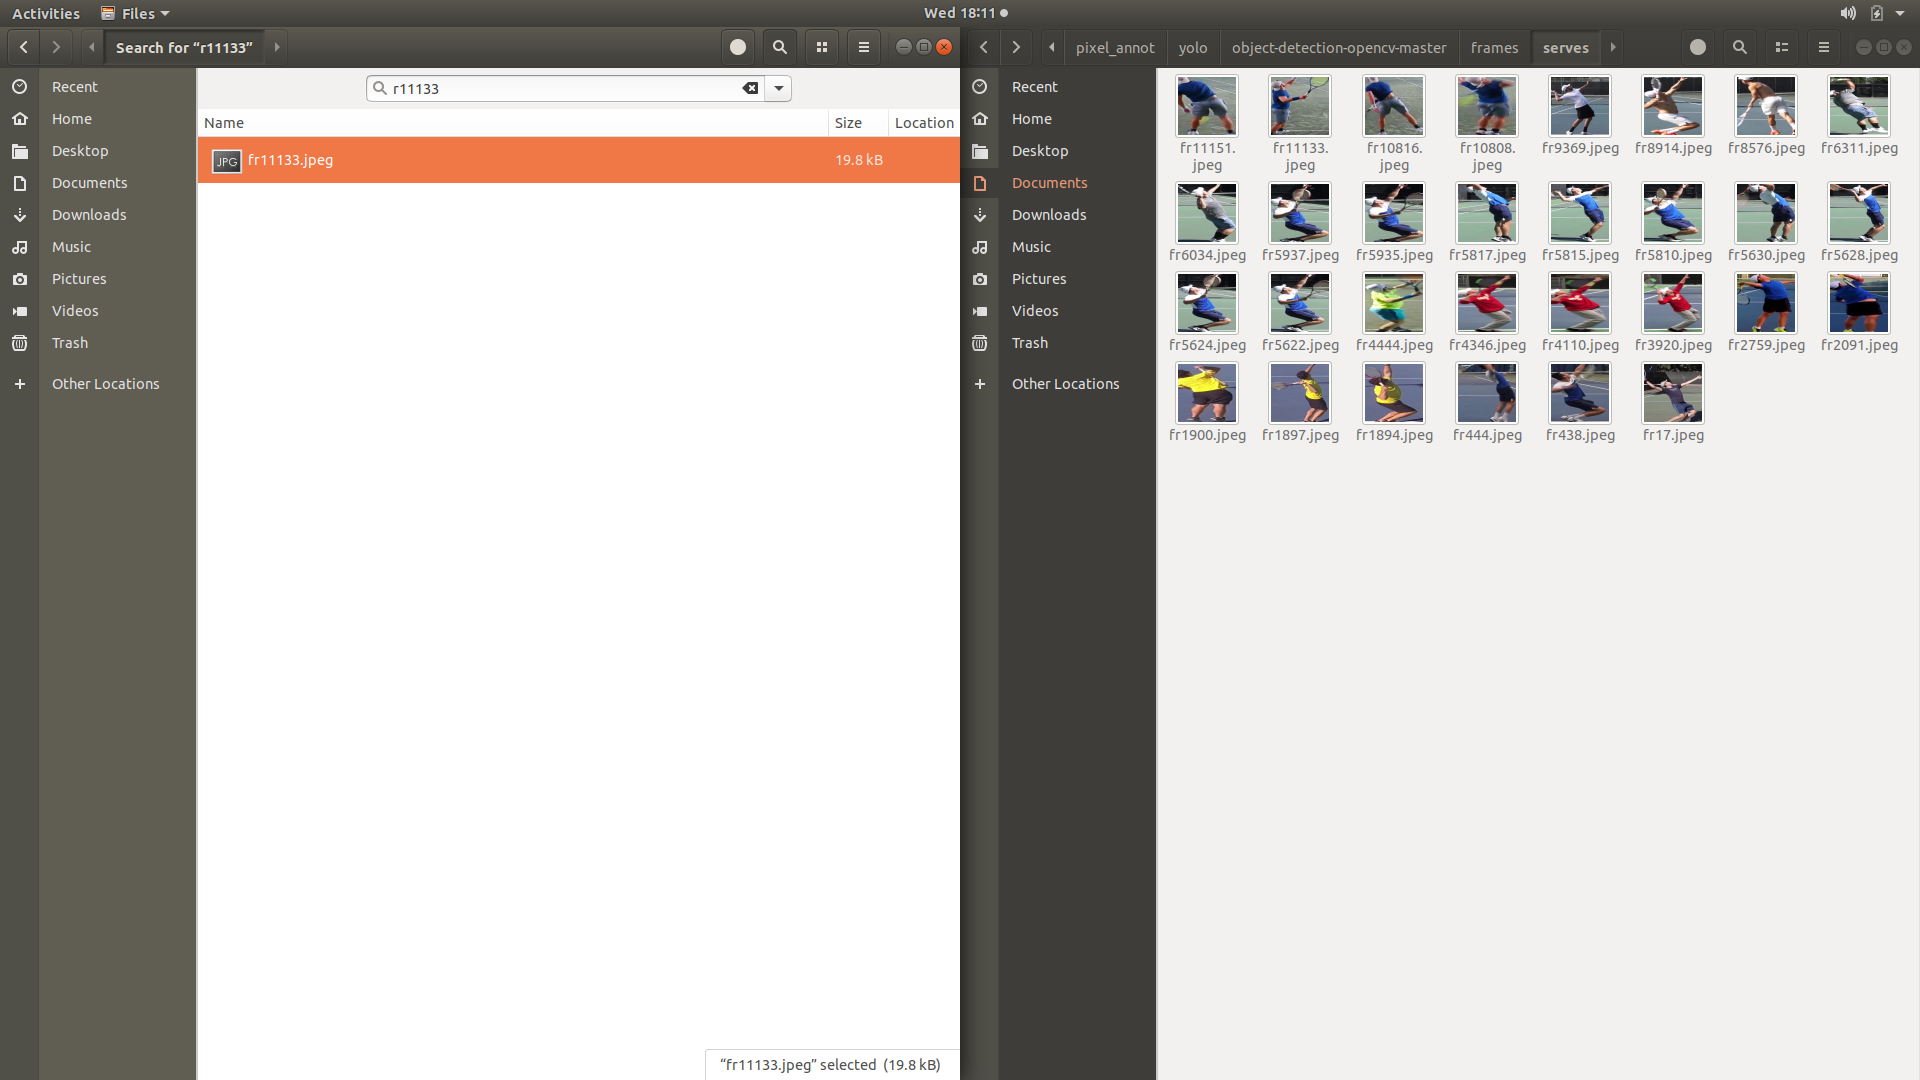 Activities Files Wed 18:11
Search for “r11133”
pixel_annot yolo object-detection-opencv-master frames serves
Recent
Home
Desktop
Documents
Downloads
Music
Pictures
Videos
Trash
Other Locations
r11133
Name Size Location
JPG fr11133.jpeg 19.8 kB
“fr11133.jpeg” selected (19.8 kB)
Recent
Home
Desktop
Documents
Downloads
Music
Pictures
Videos
Trash
Other Locations
fr11151. fr11133. fr10816. fr10808. fr9369.jpeg fr8914.jpeg fr8576.jpeg fr6311.jpeg
jpeg jpeg jpeg jpeg
fr6034.jpeg fr5937.jpeg fr5935.jpeg fr5817.jpeg fr5815.jpeg fr5810.jpeg fr5630.jpeg fr5628.jpeg
fr5624.jpeg fr5622.jpeg fr4444.jpeg fr4346.jpeg fr4110.jpeg fr3920.jpeg fr2759.jpeg fr2091.jpeg
fr1900.jpeg fr1897.jpeg fr1894.jpeg fr444.jpeg fr438.jpeg fr17.jpeg